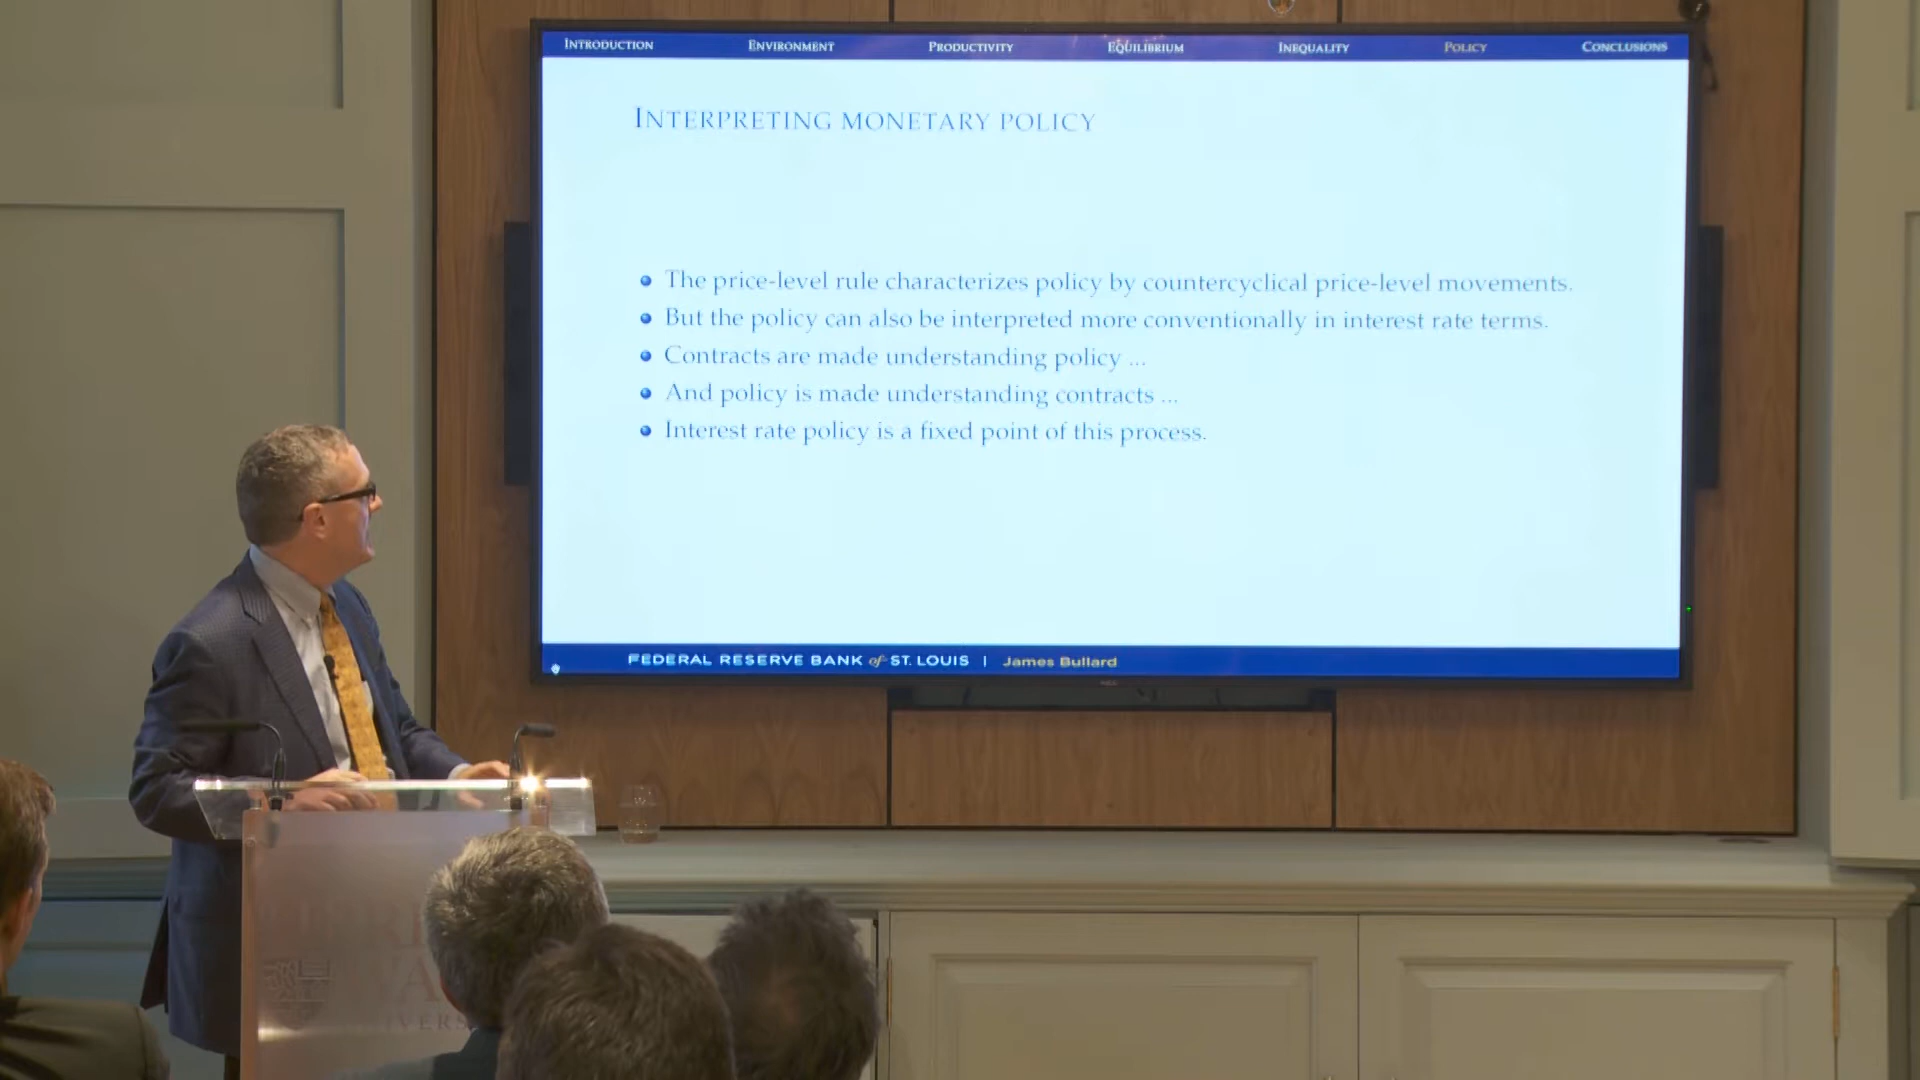 INTRODUCTION ENVIRONMENT PRODUCTIVITY EQUILIBRIUM INEQUALITY POLICY CONCLUSIONS
INTERPRETING MONETARY POLICY
The price-level rule characterizes policy by countercyclical price-level movements.
But the policy can also be interpreted more conventionally in interest rate terms.
Contracts are made understanding policy ...
And policy is made understanding contracts ...
Interest rate policy is a fixed point of this process.
FEDERAL RESERVE BANK of ST. LOUIS | James Bullard